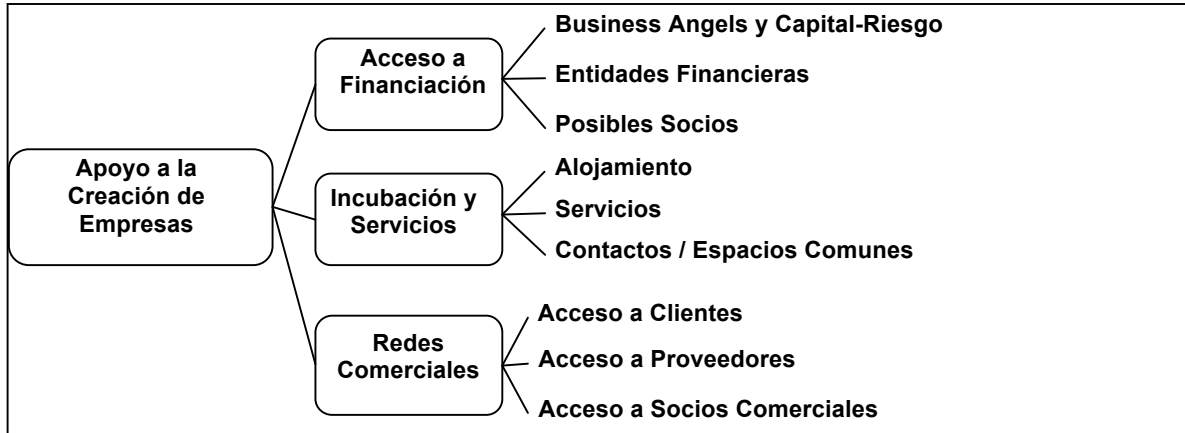 Apoyo a la
Creación de
Empresas
Acceso a
Financiación
Business Angels y Capital-Riesgo
Entidades Financieras
Posibles Socios
Incubación y
Servicios
Alojamiento
Servicios
Contactos / Espacios Comunes
Redes
Comerciales
Acceso a Clientes
Acceso a Proveedores
Acceso a Socios Comerciales